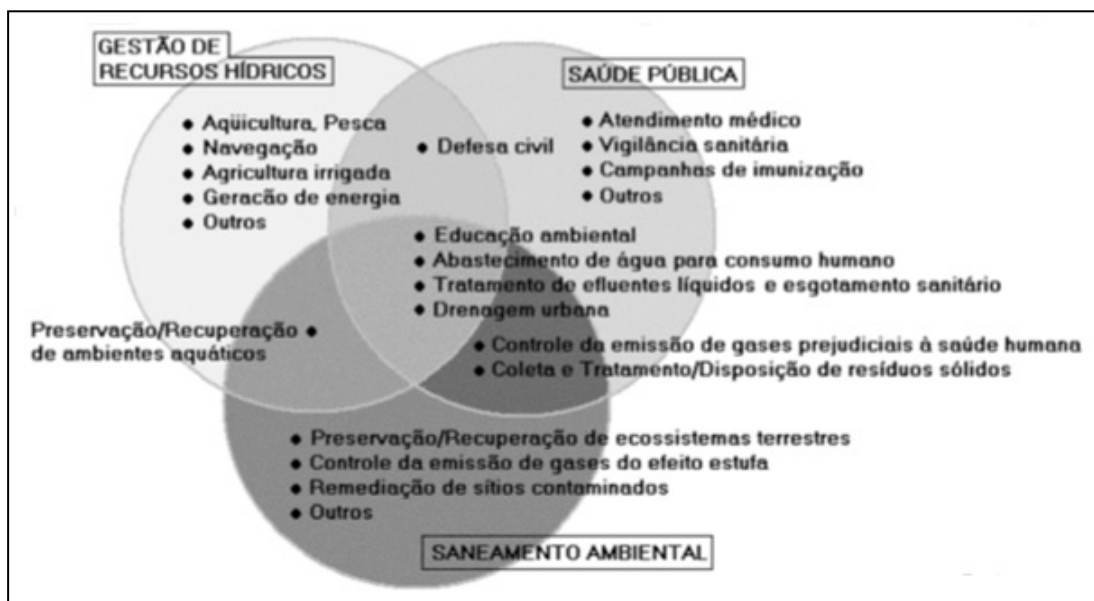 GESTÃO DE
RECURSOS HÍDRICOS
SAÚDE PÚBLICA
● Aqüicultura, Pesca
● Navegação
● Agricultura irrigada
● Geracão de energia
● Outros
● Defesa civil
● Atendimento médico
● Vigilância sanitária
● Campanhas de imunização
● Outros
● Educação ambiental
● Abastecimento de água para consumo humano
● Tratamento de efluentes líquidos e esgotamento sanitário
● Drenagem urbana
Preservação/Recuperação ●
de ambientes aquáticos
● Controle da emissão de gases prejudiciais à saúde humana
● Coleta e Tratamento/Disposição de resíduos sólidos
● Preservação/Recuperação de ecossistemas terrestres
● Controle da emissão de gases do efeito estufa
● Remediação de sítios contaminados
● Outros
SANEAMENTO AMBIENTAL